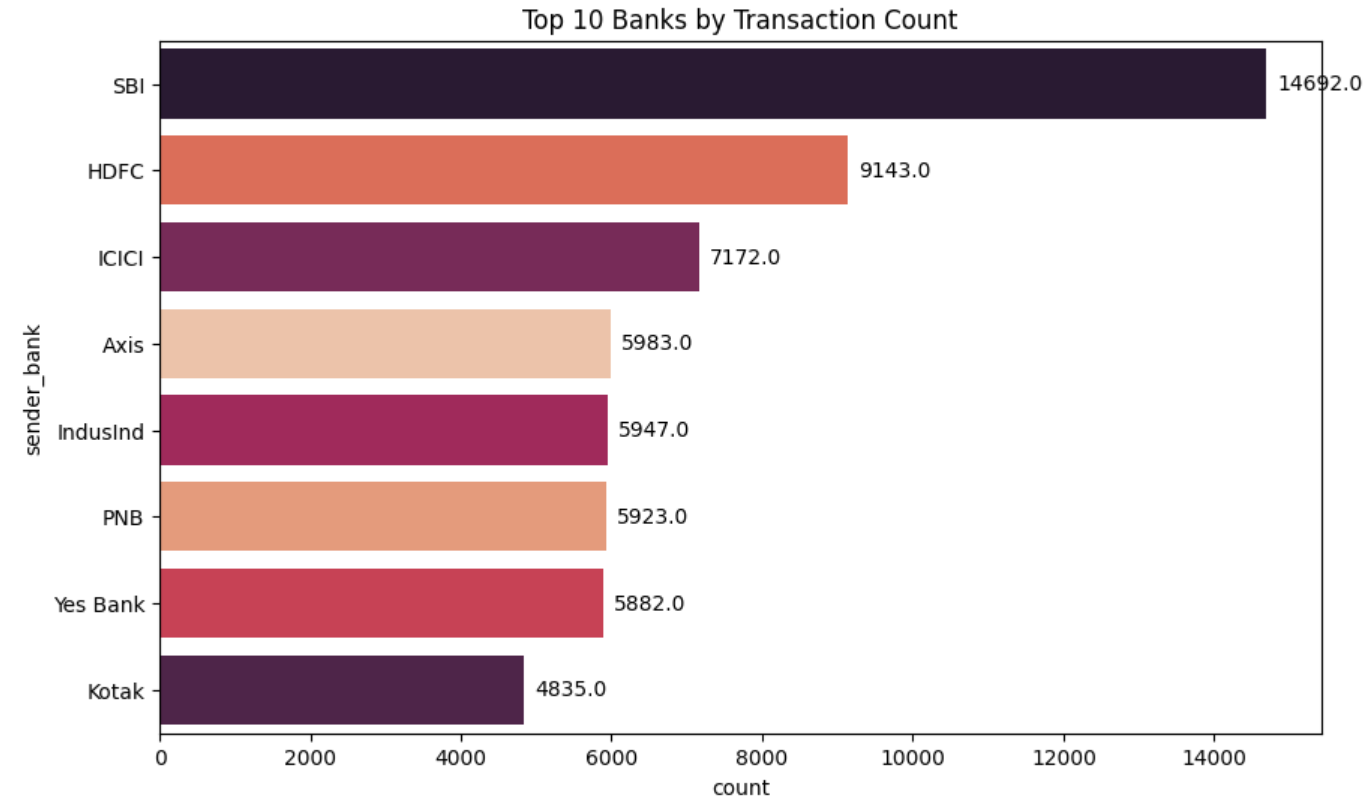 Top 10 Banks by Transaction Count
SBI
14692.0
HDFC
9143.0
ICICI
7172.0
Axis
5983.0
IndusInd
5947.0
PNB
5923.0
Yes Bank
5882.0
Kotak
4835.0
sender_bank
0 2000 4000 6000 8000 10000 12000 14000
count